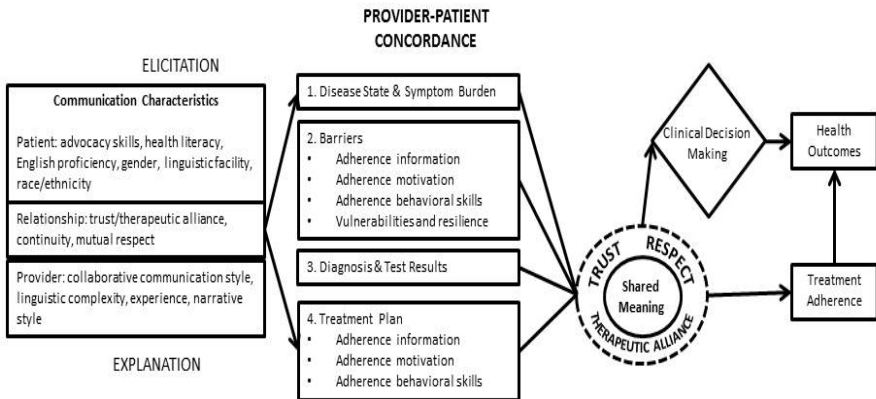 PROVIDER-PATIENT
CONCORDANCE
ELICITATION
Communication Characteristics
Patient: advocacy skills, health literacy,
English proficiency, gender, linguistic facility,
race/ethnicity
Relationship: trust/therapeutic alliance,
continuity, mutual respect
Provider: collaborative communication style,
linguistic complexity, experience, narrative
style
EXPLANATION
1. Disease State & Symptom Burden
2. Barriers
• Adherence information
• Adherence motivation
• Adherence behavioral skills
• Vulnerabilities and resilience
3. Diagnosis & Test Results
4. Treatment Plan
• Adherence information
• Adherence motivation
• Adherence behavioral skills
TRUST
RESPECT
Shared
Meaning
THERAPEUTIC ALLIANCE
Clinical Decision
Making
Health
Outcomes
Treatment
Adherence